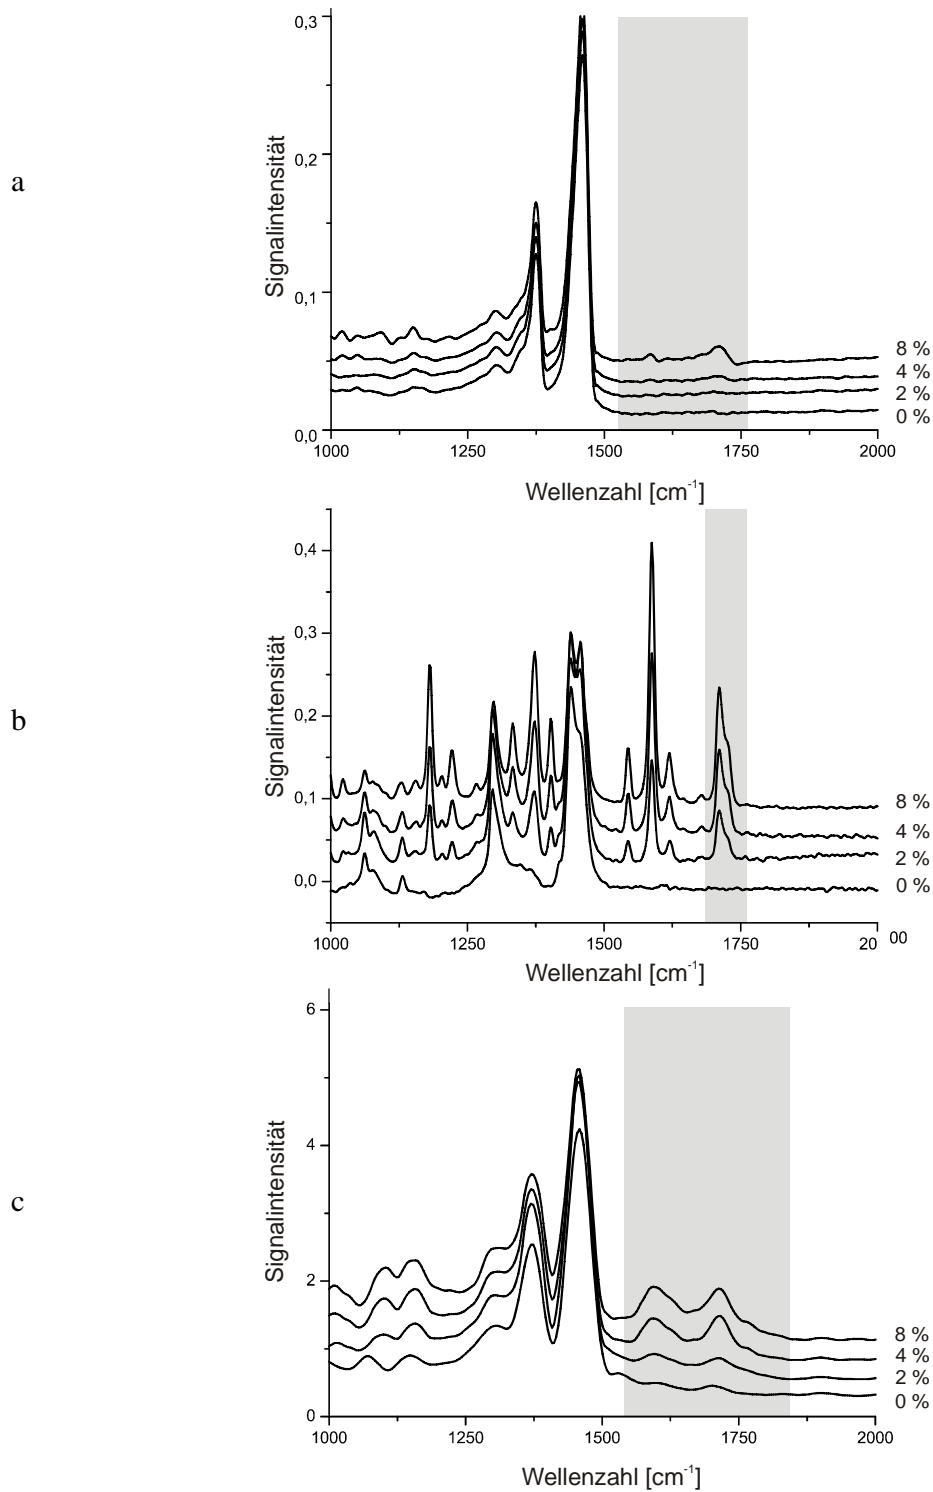 a
Signalintensität
0,3
0,2
0,1
0,0
1000 1250 1500 1750 2000
8 %
4 %
2 %
0 %
Wellenzahl [cm-1]
b
Signalintensität
0,4
0,3
0,2
0,1
0,0
1000 1250 1500 1750 20 00
8 %
4 %
2 %
0 %
Wellenzahl [cm-1]
c
Signalintensität
6
4
2
0
1000 1250 1500 1750 2000
8 %
4 %
2 %
0 %
Wellenzahl [cm-1]